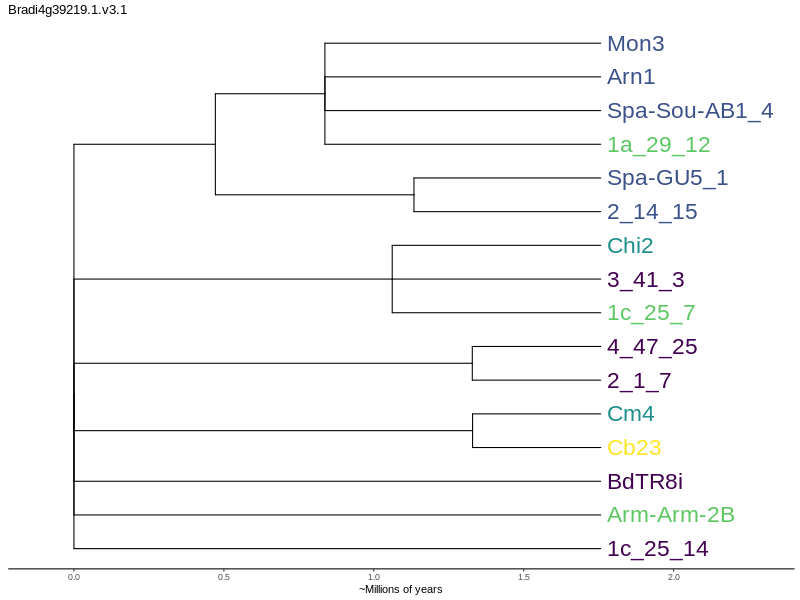 Bradi4g39219.1.v3.1
Mon3
Arn1
Spa-Sou-AB1_4
1a_29_12
Spa-GU5_1
2_14_15
Chi2
3_41_3
1c_25_7
4_47_25
2_1_7
Cm4
Cb23
BdTR8i
Arm-Arm-2B
1c_25_14
0.0 0.5 1.0 1.5 2.0
~Millions of years